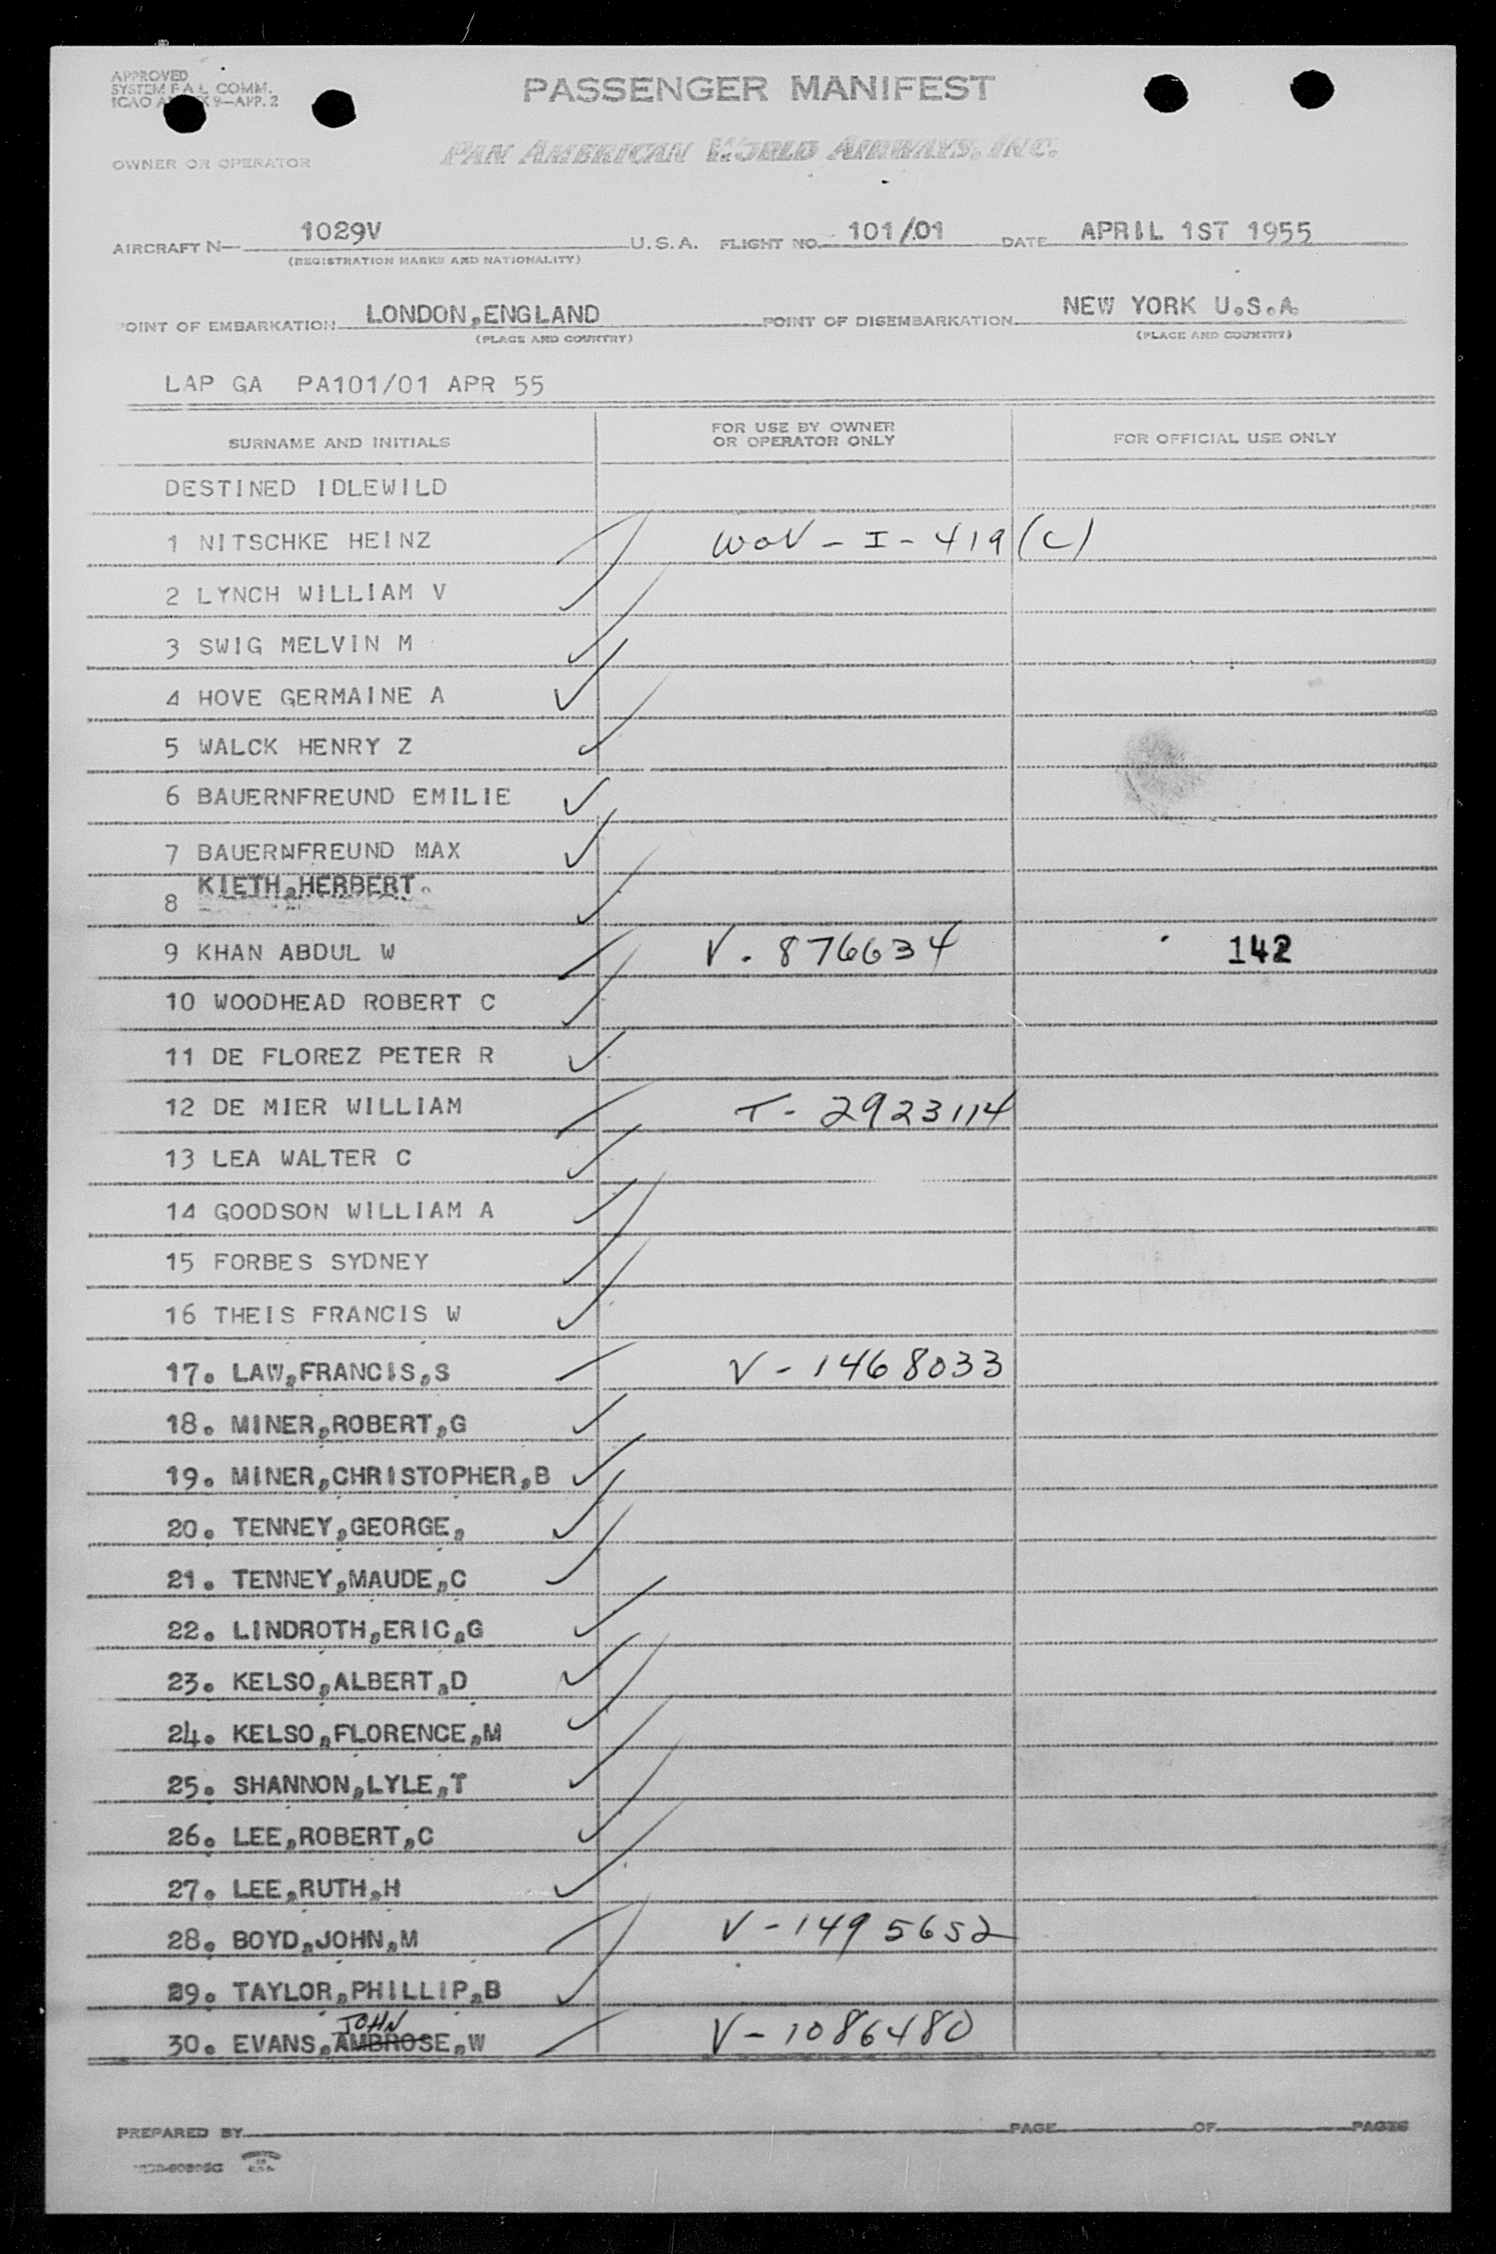 APPROVED
SYSTEM F A L COMM.
ICAO 9—APP. 2
PASSENGER MANIFEST
OWNER OR OPERATOR
PAN AMERICAN WORLD AIRWAYS, INC.
AIRCRAFT N— 1029V U.S.A. FLIGHT NO. 101/01 DATE APRIL 1ST 1955
(REGISTRATION MARKS AND NATIONALITY)
POINT OF EMBARKATION LONDON,ENGLAND POINT OF DISEMBARKATION NEW YORK U.S.A.
(PLACE AND COUNTRY) (PLACE AND COUNTRY)
LAP GA PA101/01 APR 55
SURNAME AND INITIALS FOR USE BY OWNER OR OPERATOR ONLY FOR OFFICIAL USE ONLY
DESTINED IDLEWILD
1 NITSCHKE HEINZ WOV - I - 419 (C)
2 LYNCH WILLIAM V
3 SWIG MELVIN M
4 HOVE GERMAINE A
5 WALCK HENRY Z
6 BAUERNFREUND EMILIE
7 BAUERNFREUND MAX
8 KIETH,HERBERT.
9 KHAN ABDUL W V. 876634 142
10 WOODHEAD ROBERT C
11 DE FLOREZ PETER R
12 DE MIER WILLIAM T- 2923114
13 LEA WALTER C
14 GOODSON WILLIAM A
15 FORBES SYDNEY
16 THEIS FRANCIS W
17. LAW,FRANCIS,S V - 1468033
18. MINER,ROBERT,G
19. MINER,CHRISTOPHER,B
20. TENNEY,GEORGE,
21. TENNEY,MAUDE,C
22. LINDROTH,ERIC,G
23. KELSO,ALBERT,D
24. KELSO,FLORENCE,M
25. SHANNON,LYLE,T
26. LEE,ROBERT,C
27. LEE,RUTH,H
28. BOYD,JOHN,M V - 1495652
29. TAYLOR,PHILLIP,B
JOHN
30. EVANS,AMBROSE,W V - 1086480
PREPARED BY PAGE OF PAGES